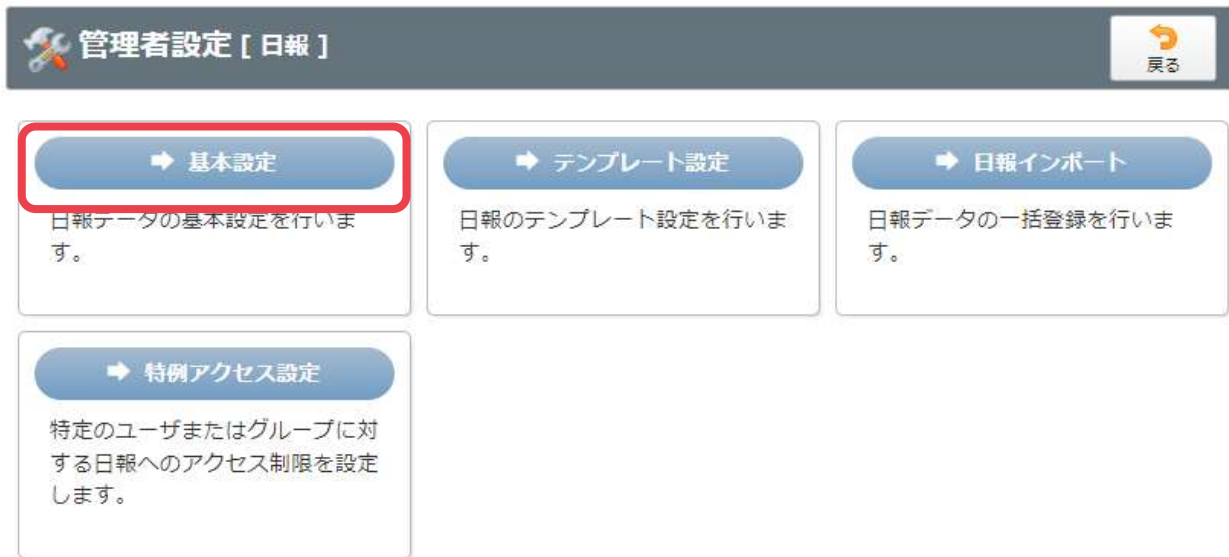 管理者設定 [ 日報 ]
戻る
基本設定
日報データの基本設定を行いま
す。
テンプレート設定
日報のテンプレート設定を行いま
す。
日報インポート
日報データの一括登録を行いま
す。
特例アクセス設定
特定のユーザまたはグループに対
する日報へのアクセス制限を設定
します。